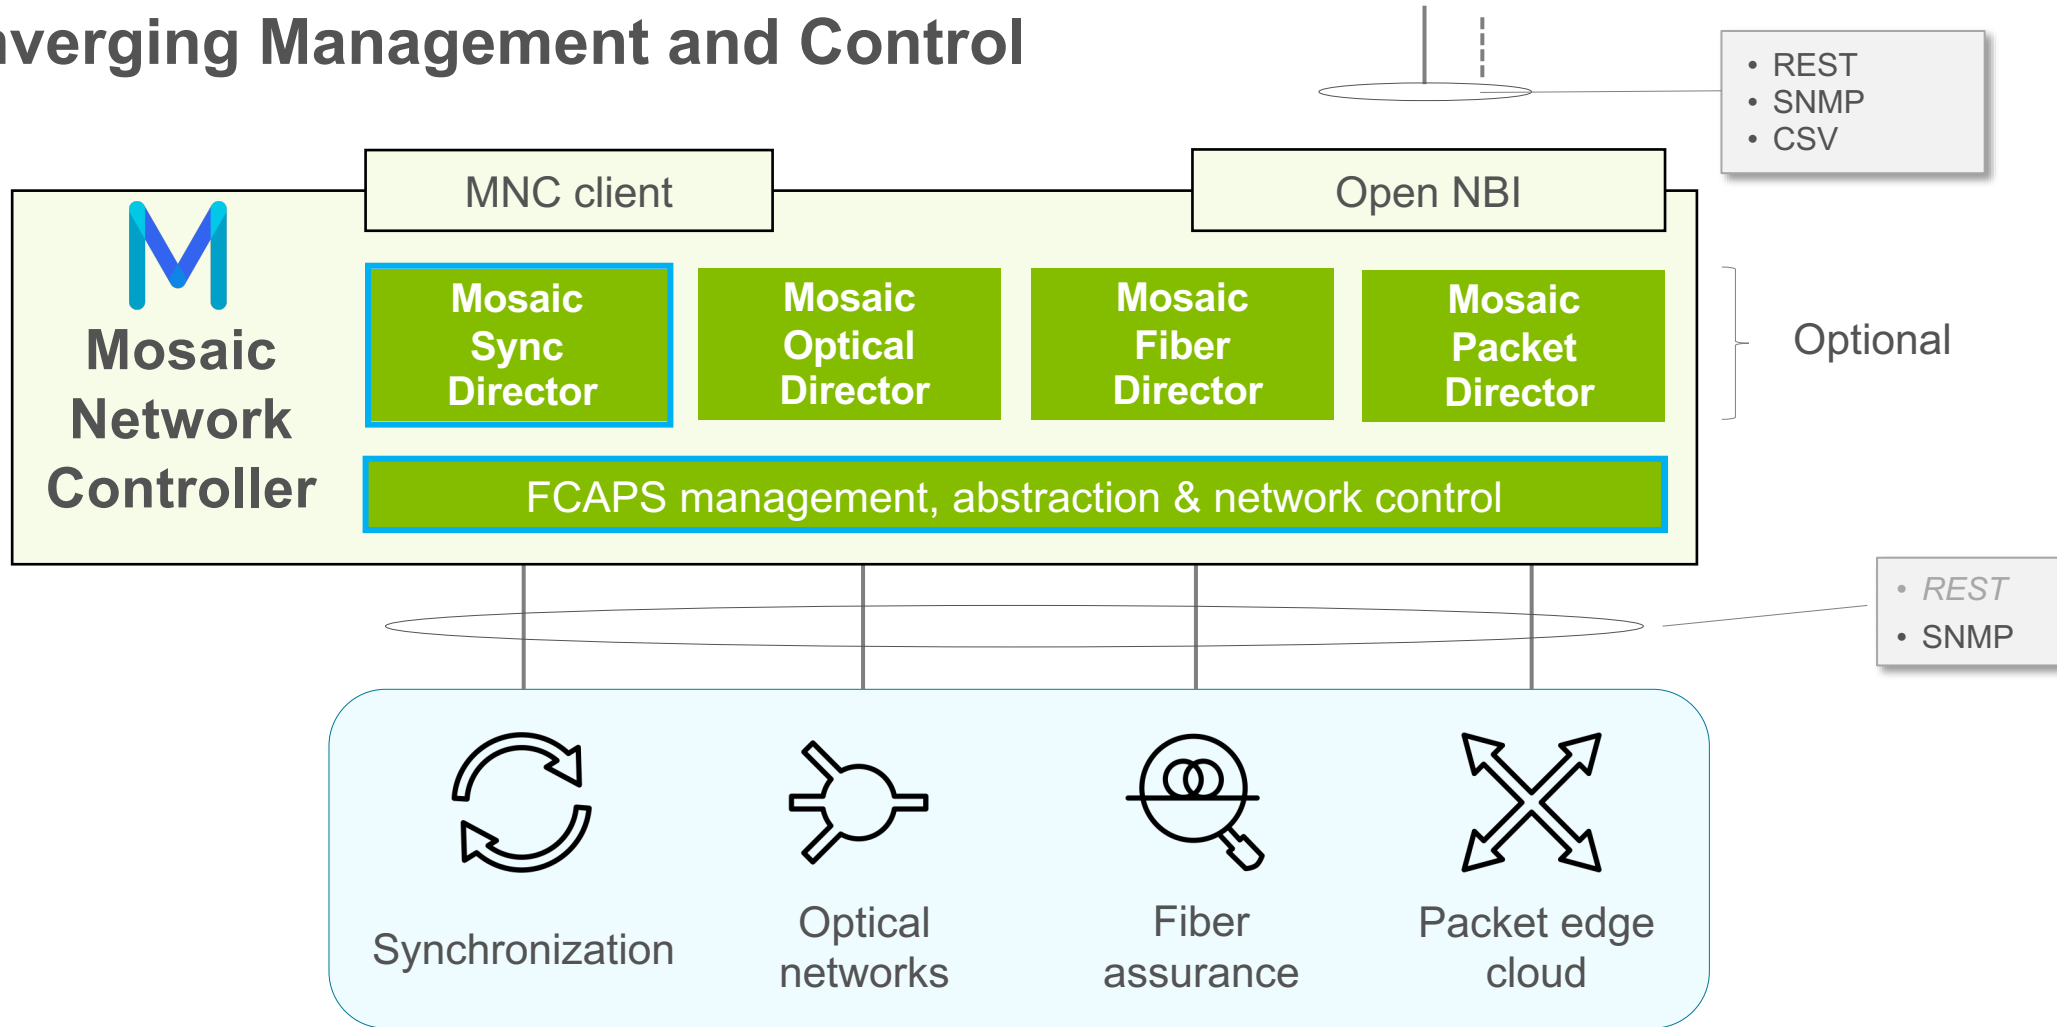 nverging Management and Control
• REST
• SNMP
• CSV
MNC client
Open NBI
Mosaic
Network
Controller
Mosaic
Sync
Director
Mosaic
Optical
Director
Mosaic
Fiber
Director
Mosaic
Packet
Director
Optional
FCAPS management, abstraction & network control
• REST
• SNMP
Synchronization
Optical
networks
Fiber
assurance
Packet edge
cloud